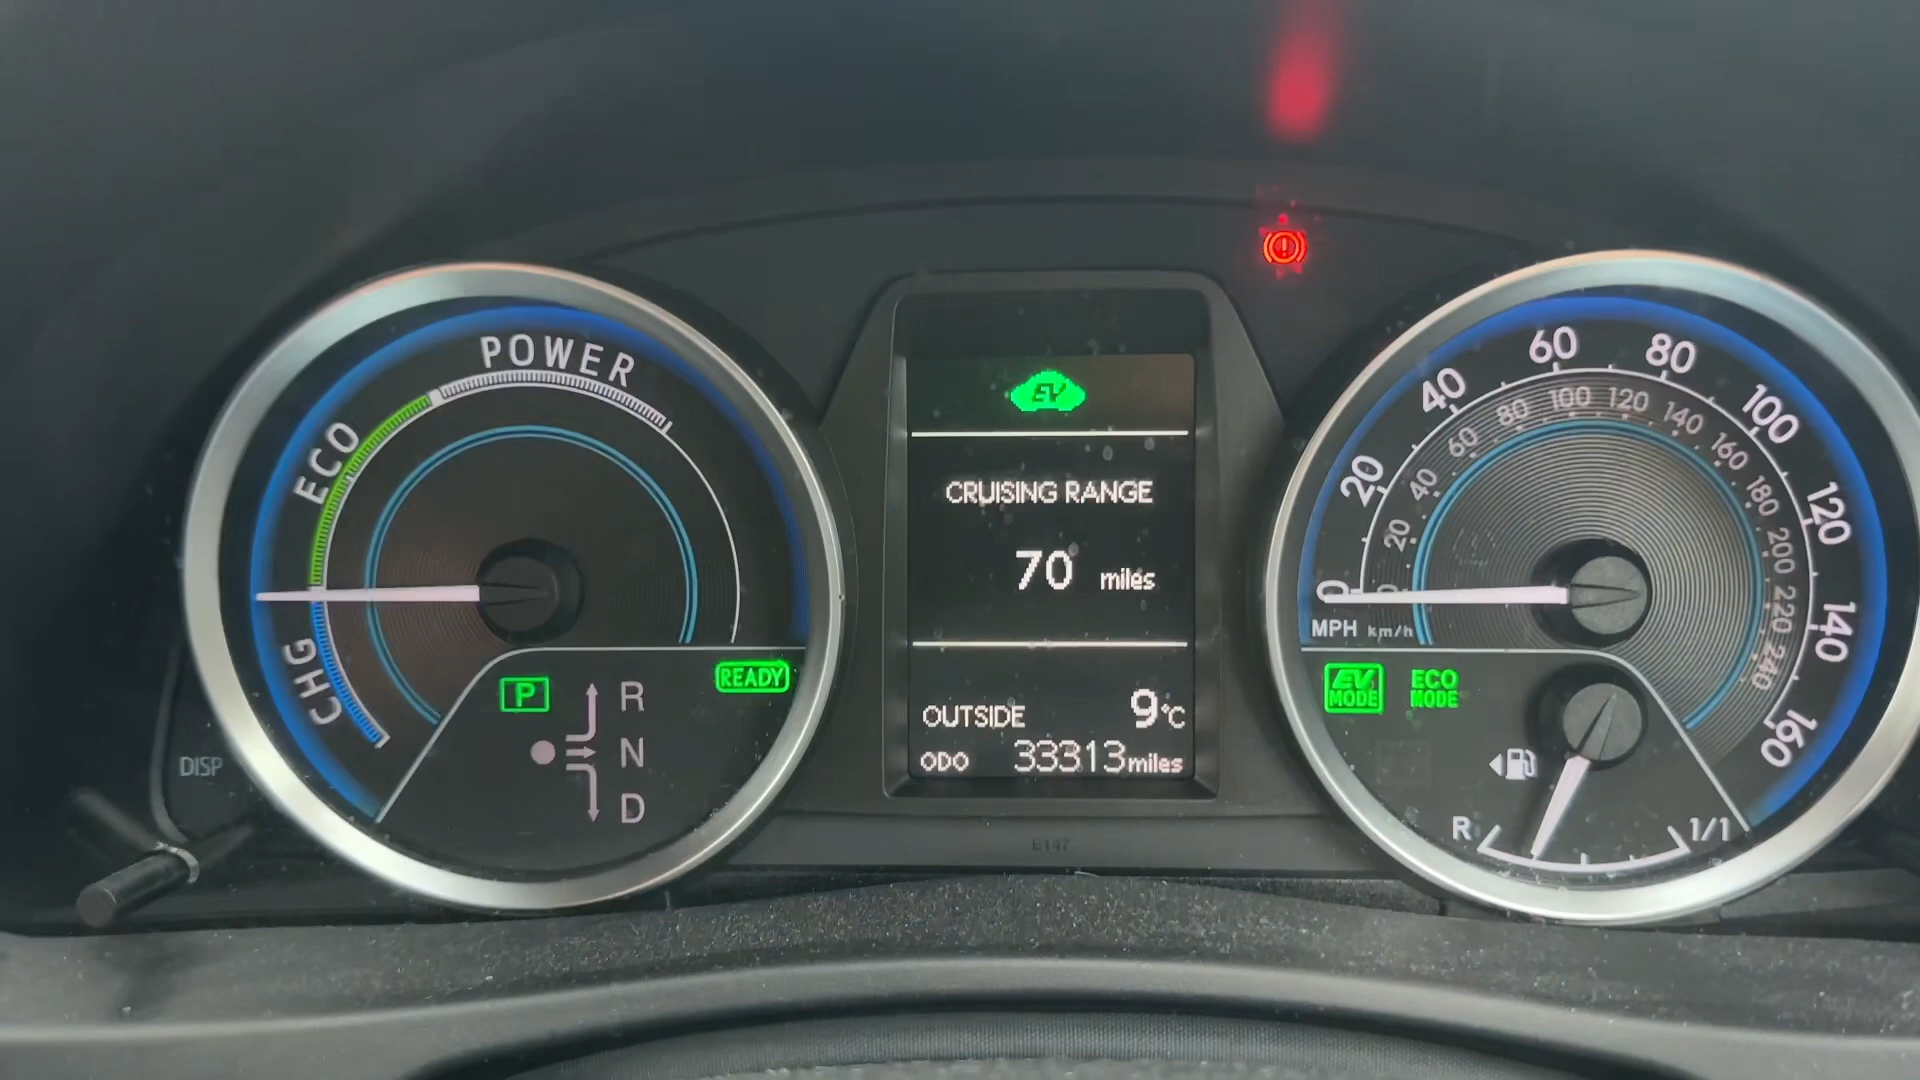 POWER
ECO
CHG
P
READY
R
N
D
DISP
EV
CRUISING RANGE
70 miles
OUTSIDE 9°C
ODO 33313 miles
E147
0 20 40 60 80 100 120 140 160
20 40 60 80 100 120 140 160 180 200 220 240
MPH km/h
EV MODE
ECO MODE
R 1/1